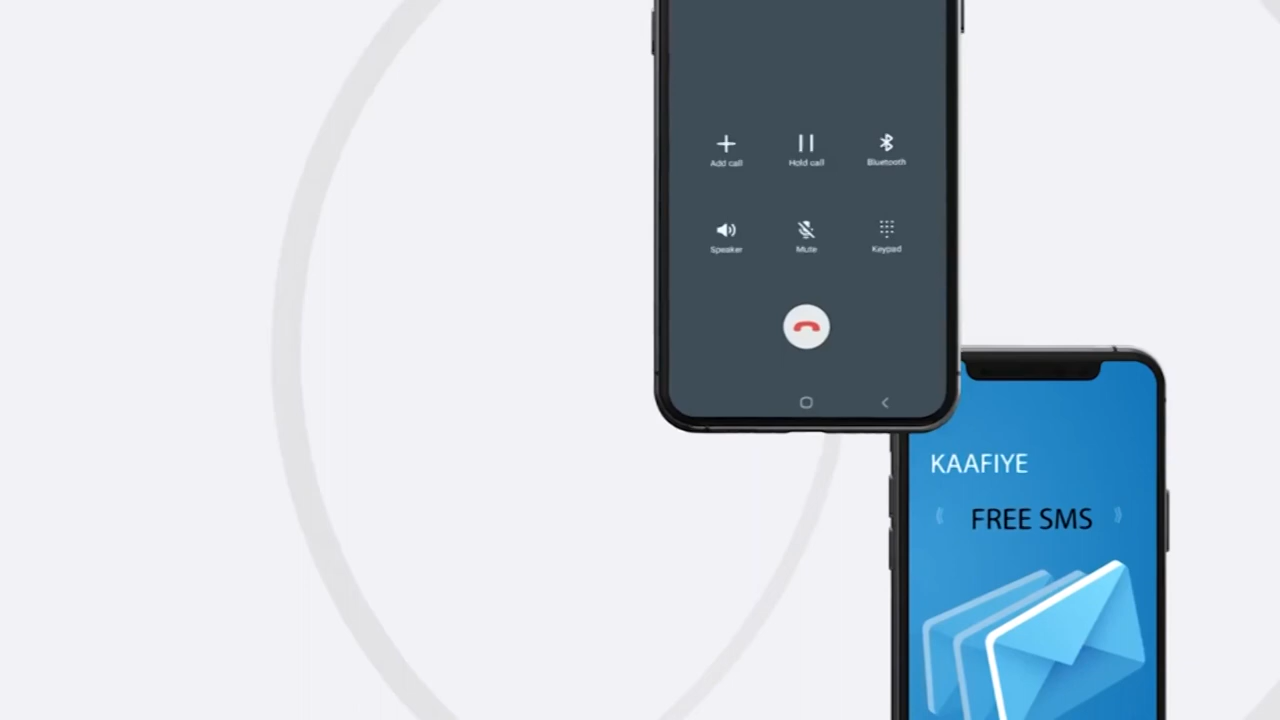 Add call Hold call Bluetooth
Speaker Mute Keypad
KAAFIYE
FREE SMS